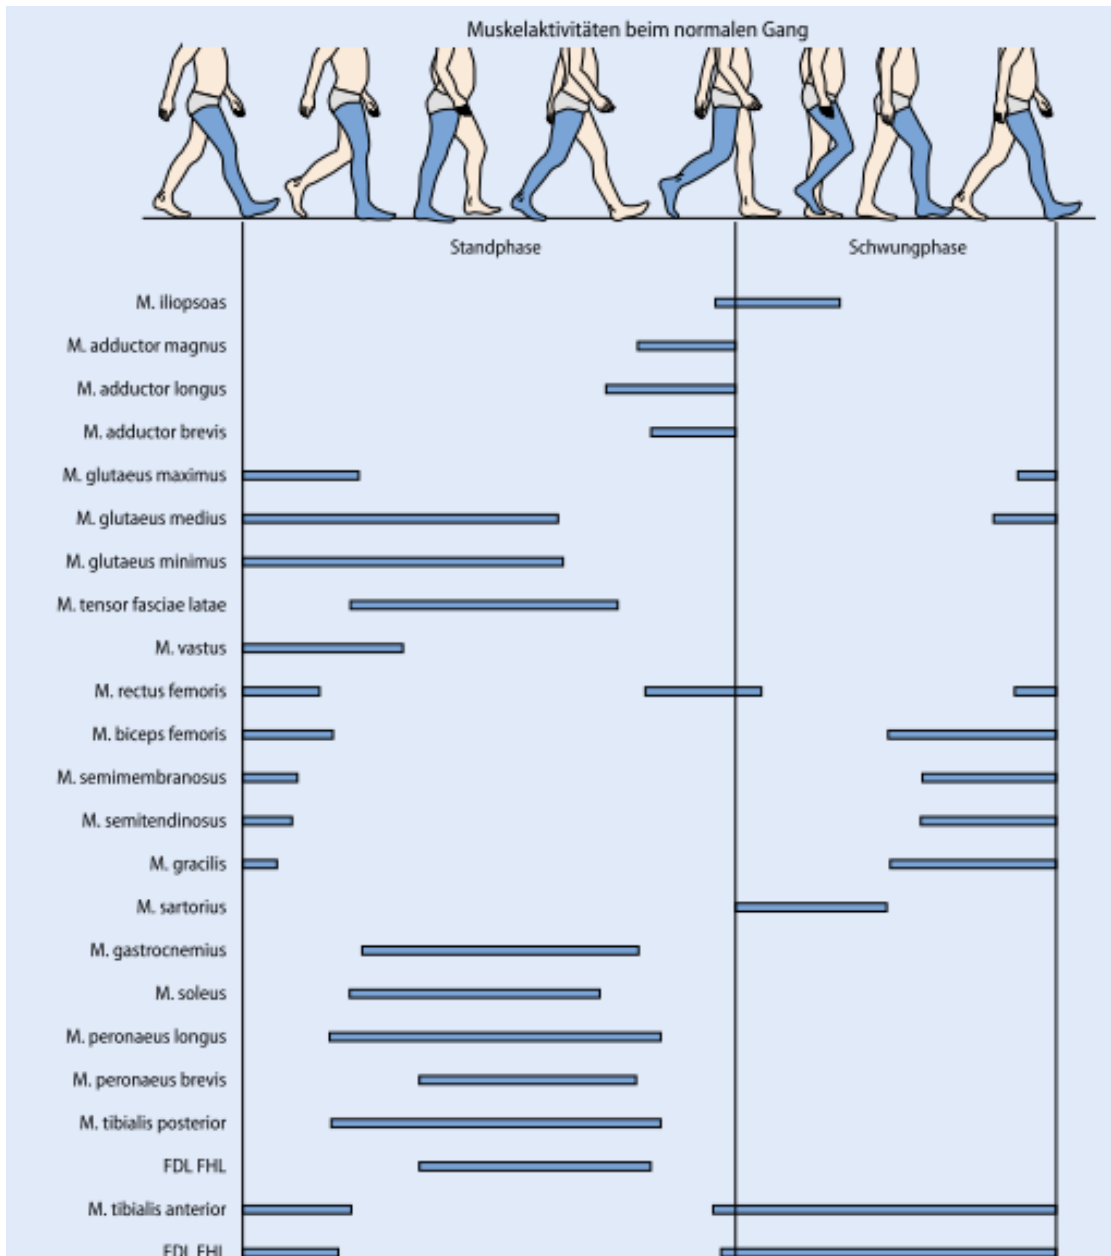 Muskelaktivitäten beim normalen Gang
Standphase
Schwungphase
M. iliopsoas
M. adductor magnus
M. adductor longus
M. adductor brevis
M. glutaeus maximus
M. glutaeus medius
M. glutaeus minimus
M. tensor fasciae latae
M. vastus
M. rectus femoris
M. biceps femoris
M. semimembranosus
M. semitendinosus
M. gracilis
M. sartorius
M. gastrocnemius
M. soleus
M. peronaeus longus
M. peronaeus brevis
M. tibialis posterior
FDL FHL
M. tibialis anterior
FDL FHL